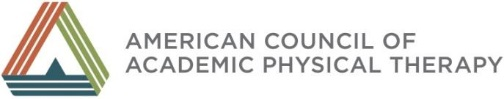 AMERICAN COUNCIL OF
ACADEMIC PHYSICAL THERAPY